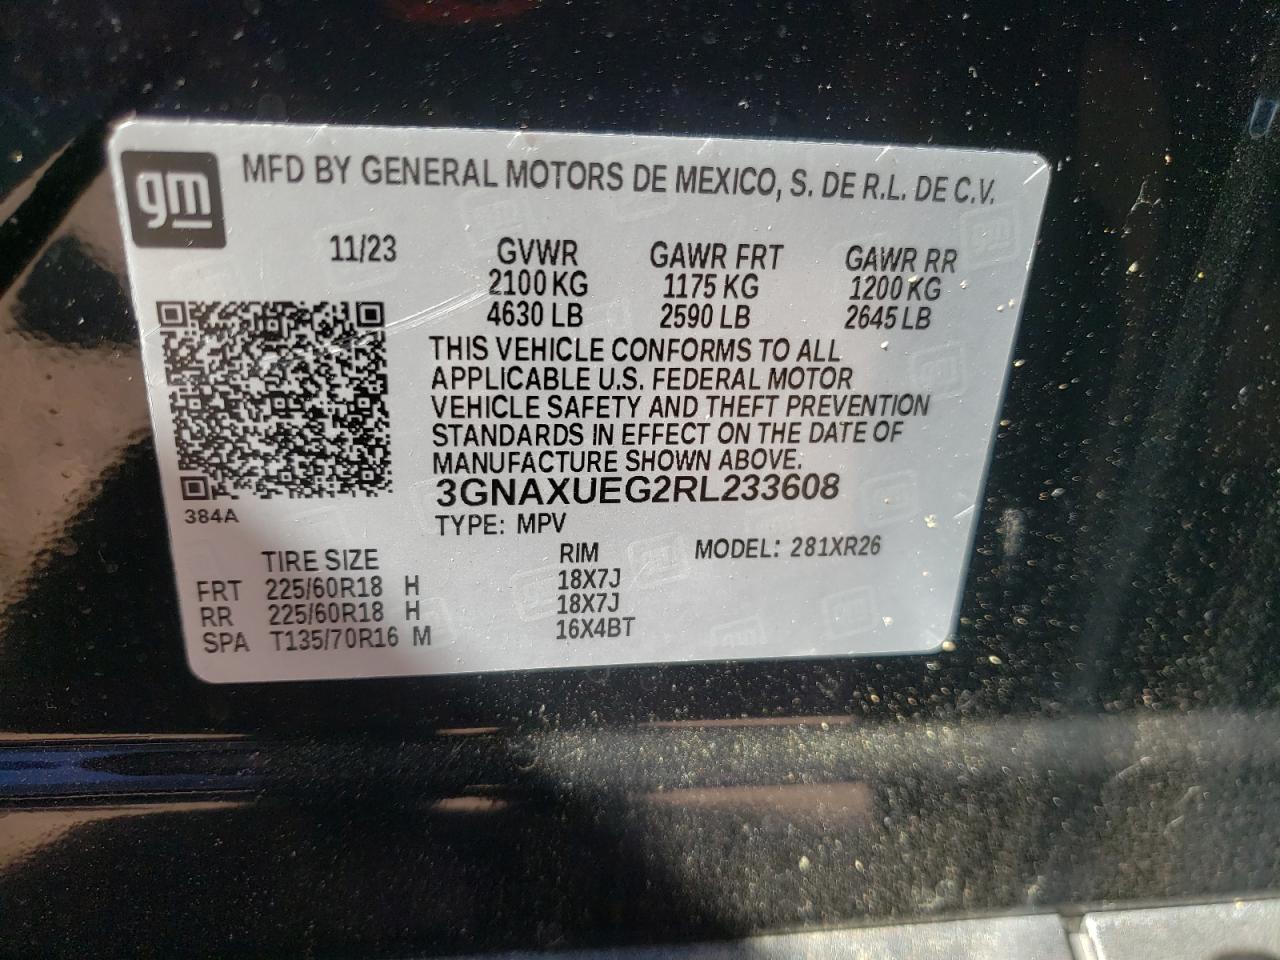 gm
MFD BY GENERAL MOTORS DE MEXICO, S. DE R.L. DE C.V.
11/23 GVWR GAWR FRT GAWR RR
2100 KG 1175 KG 1200 KG
4630 LB 2590 LB 2645 LB
THIS VEHICLE CONFORMS TO ALL
APPLICABLE U.S. FEDERAL MOTOR
VEHICLE SAFETY AND THEFT PREVENTION
STANDARDS IN EFFECT ON THE DATE OF
MANUFACTURE SHOWN ABOVE.
3GNAXUEG2RL233608
384A
TYPE: MPV
TIRE SIZE RIM MODEL: 281XR26
FRT 225/60R18 H 18X7J
RR 225/60R18 H 18X7J
SPA T135/70R16 M 16X4BT